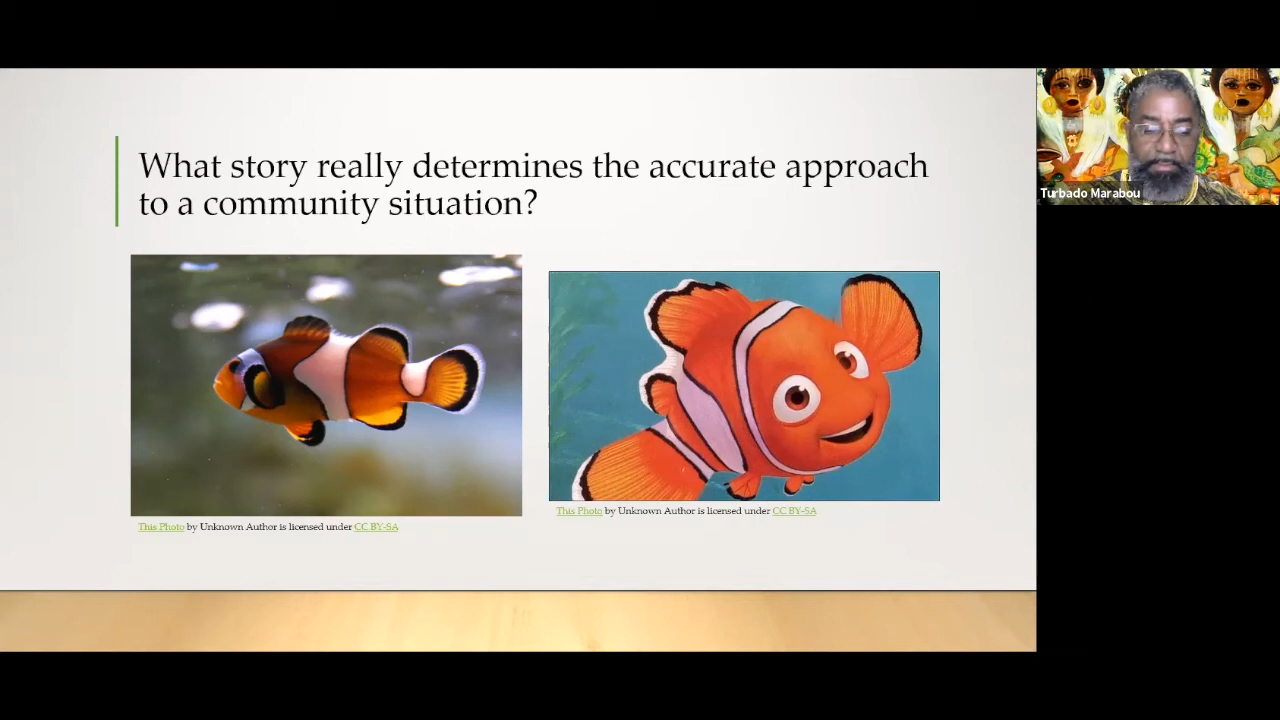 What story really determines the accurate approach
to a community situation?
This Photo by Unknown Author is licensed under CC BY-SA
This Photo by Unknown Author is licensed under CC BY-SA
Turbado Marabou